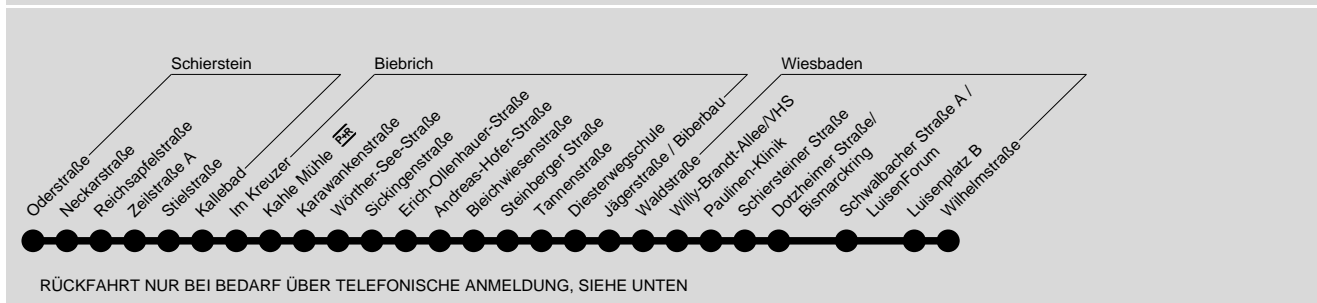 Schierstein
Biebrich
Wiesbaden
Oderstraße
Neckarstraße
Reichsapfelstraße
Zeilstraße A
Stielstraße
Kallebad
Im Kreuzer
Kahle Mühle P+R
Karawankenstraße
Wörther-See-Straße
Sickingenstraße
Erich-Ollenhauer-Straße
Andreas-Hofer-Straße
Bleichwiesenstraße
Steinberger Straße
Tannenstraße
Diesterwegschule
Jägerstraße / Biberbau
Waldstraße
Willy-Brandt-Allee/VHS
Paulinen-Klinik
Schiersteiner Straße
Dotzheimer Straße/
Bismarckring
Schwalbacher Straße A /
LuisenForum
Luisenplatz B
Wilhelmstraße
RÜCKFAHRT NUR BEI BEDARF ÜBER TELEFONISCHE ANMELDUNG, SIEHE UNTEN